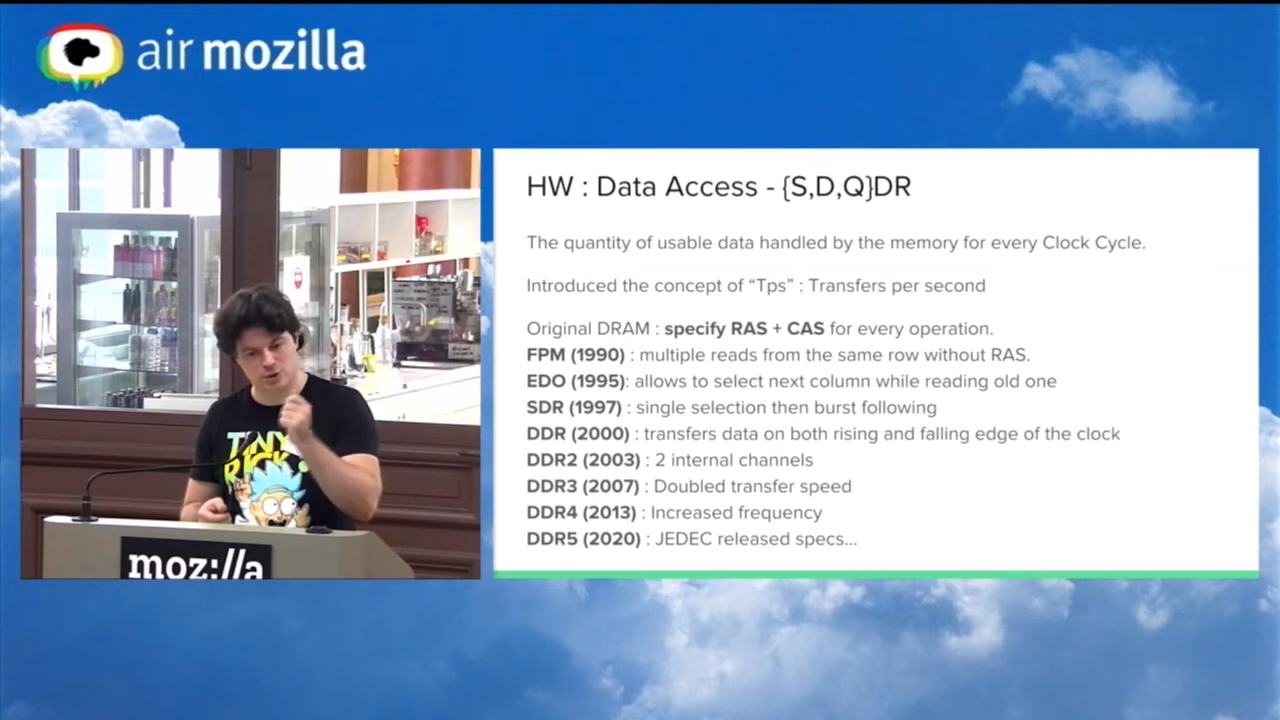 air mozilla
HW : Data Access - {S,D,Q}DR
The quantity of usable data handled by the memory for every Clock Cycle.
Introduced the concept of “Tps” : Transfers per second
Original DRAM : specify RAS + CAS for every operation.
FPM (1990) : multiple reads from the same row without RAS.
EDO (1995): allows to select next column while reading old one
SDR (1997) : single selection then burst following
DDR (2000) : transfers data on both rising and falling edge of the clock
DDR2 (2003) : 2 internal channels
DDR3 (2007) : Doubled transfer speed
DDR4 (2013) : Increased frequency
DDR5 (2020) : JEDEC released specs...
TINY
RICK
moz://a